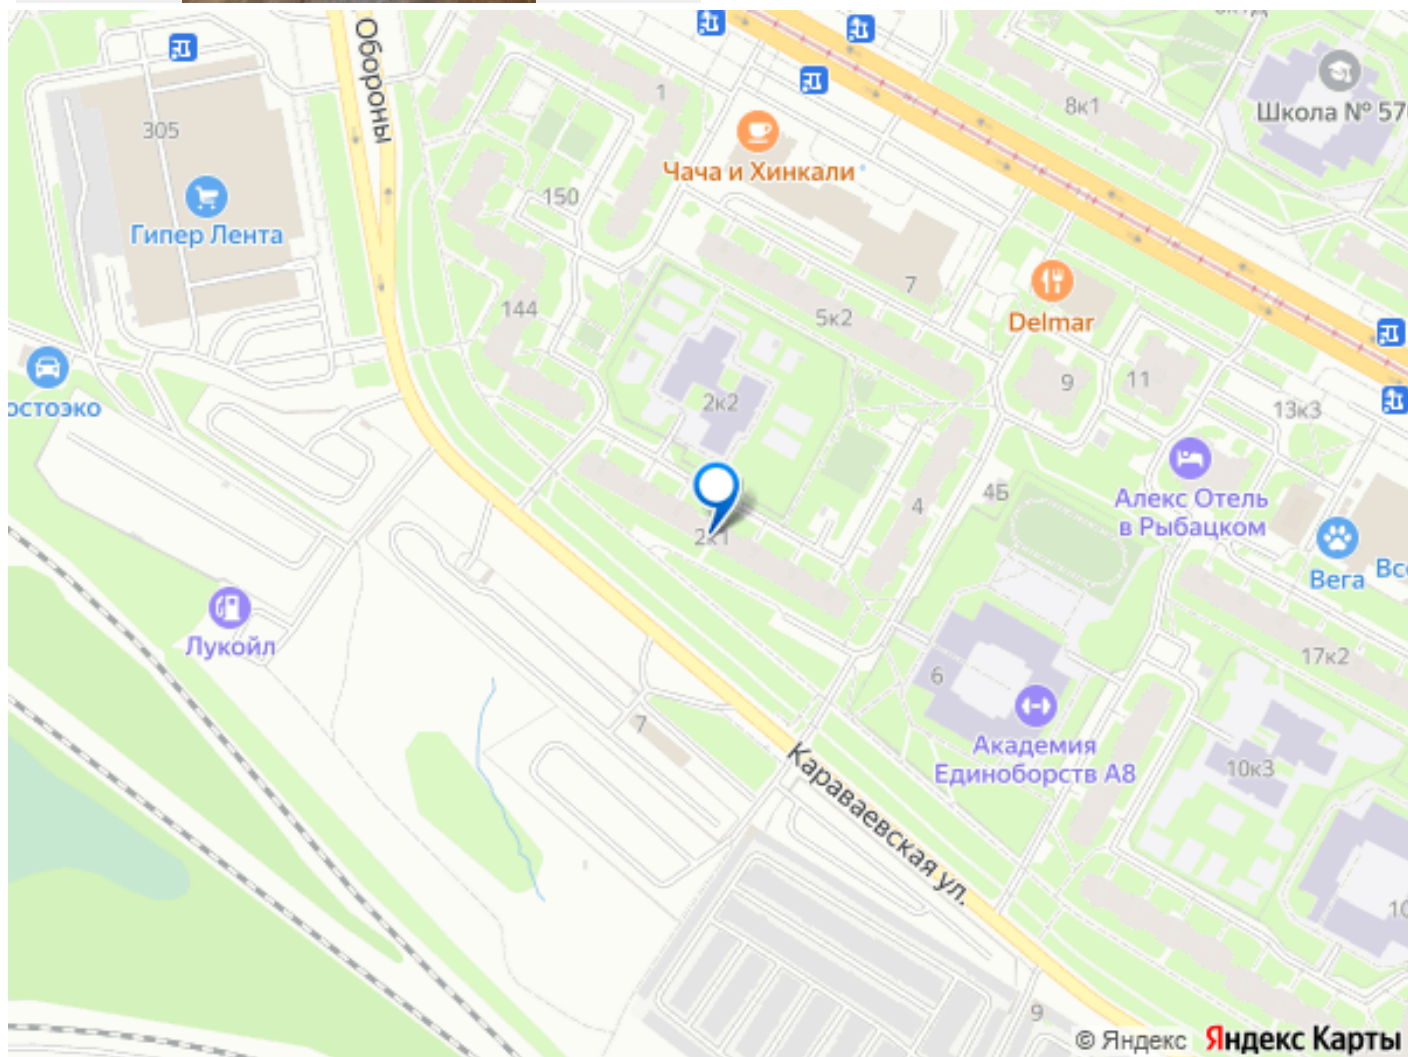 Обороны
1
8к1
305
Школа № 57
Чача и Хинкали
150
Гипер Лента
7
144
5к2
Delmar
остоэко
9
11
2к2
13к3
4
4Б
Алекс Отель
в Рыбацком
2к1
Вега
Лукойл
17к2
6
7
Академия
Единоборств А8
10к3
Караваевская ул.
9
© Яндекс Яндекс Карты